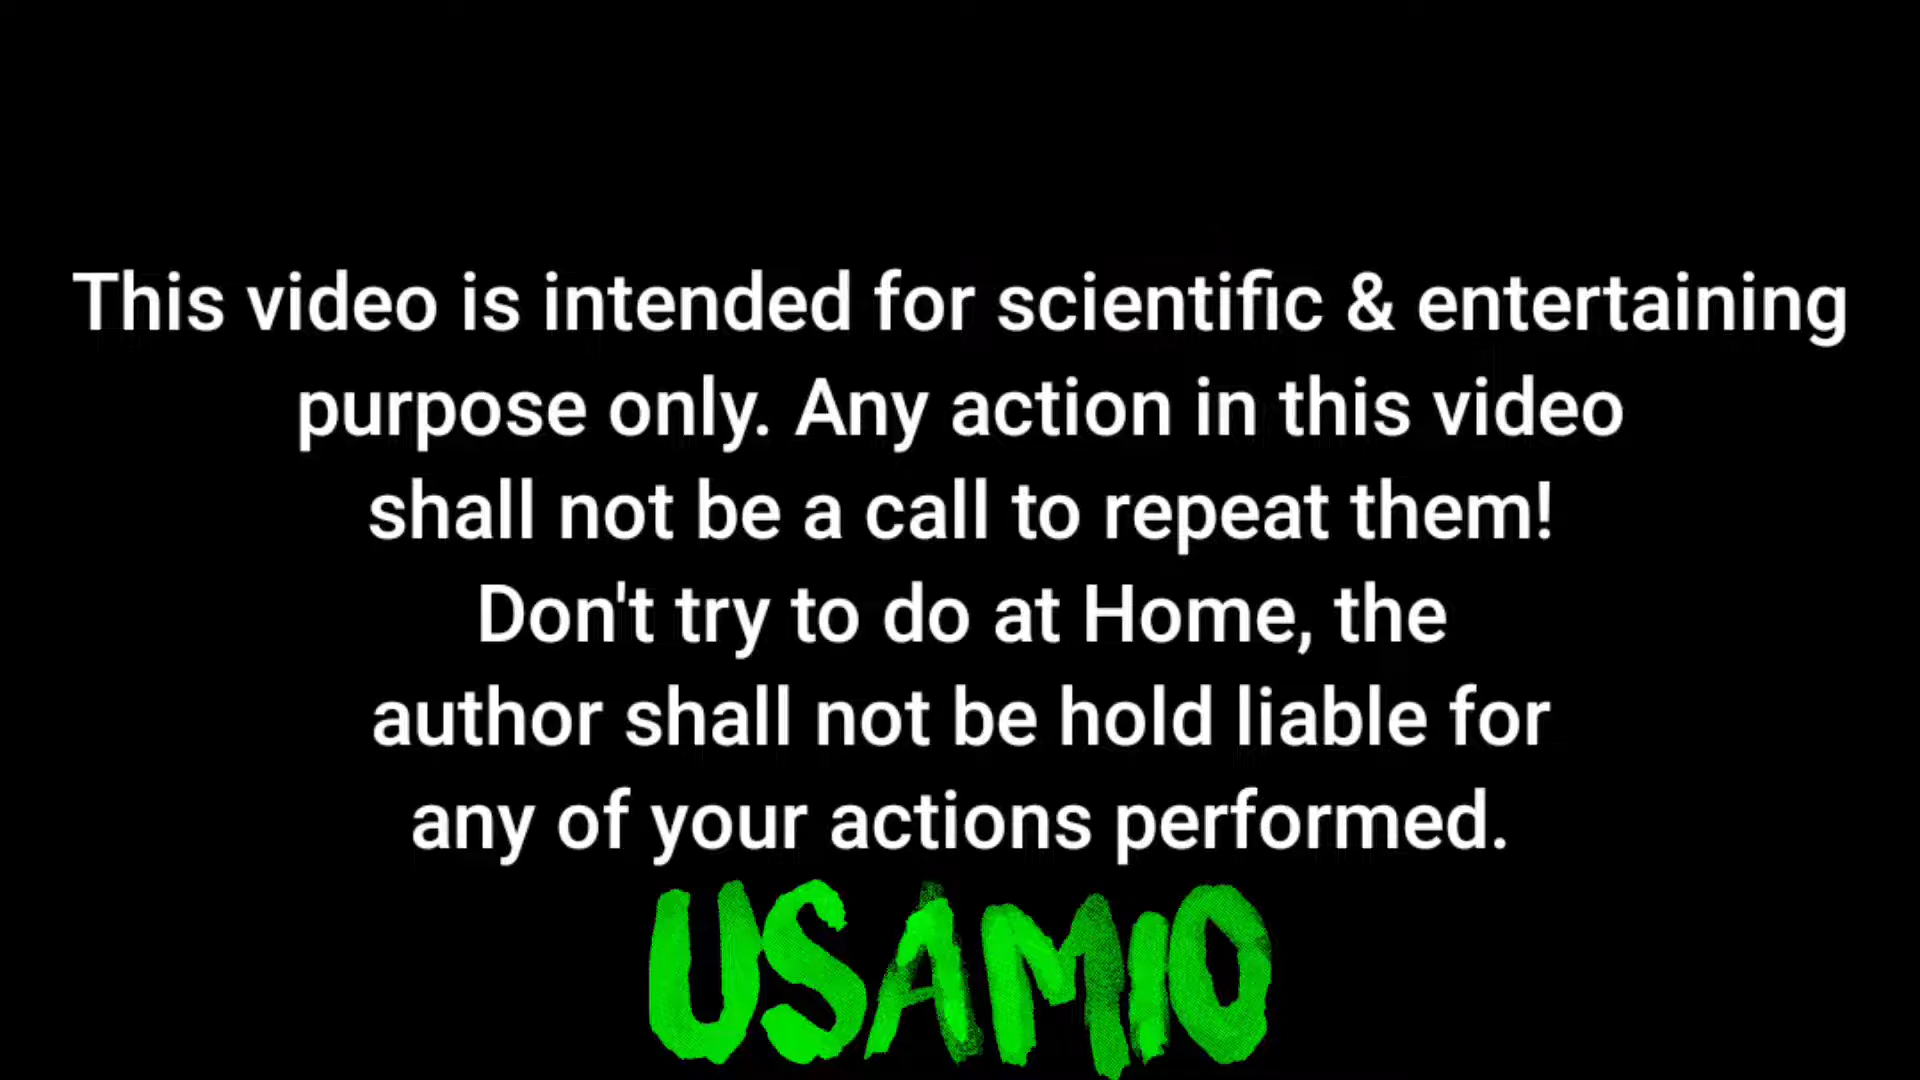 This video is intended for scientific & entertaining
purpose only. Any action in this video
shall not be a call to repeat them!
Don't try to do at Home, the
author shall not be hold liable for
any of your actions performed.
USAMIO